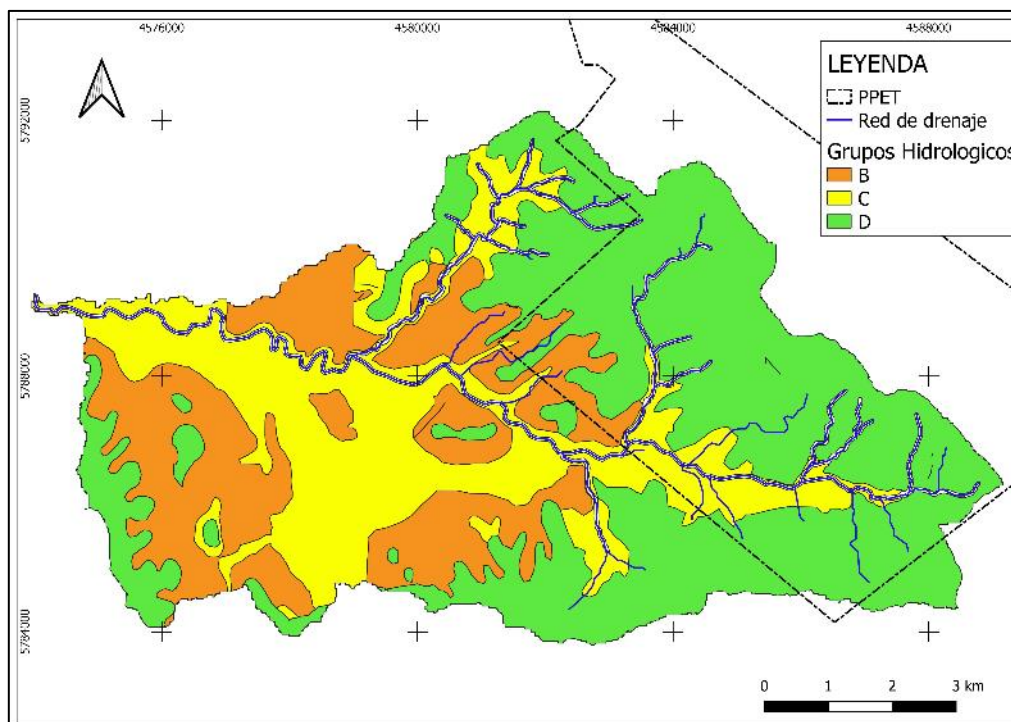 4576000
4580000
4584000
4588000
5792000
5788000
5784000
LEYENDA
PPET
Red de drenaje
Grupos Hidrologicos
B
C
D
0 1 2 3 km